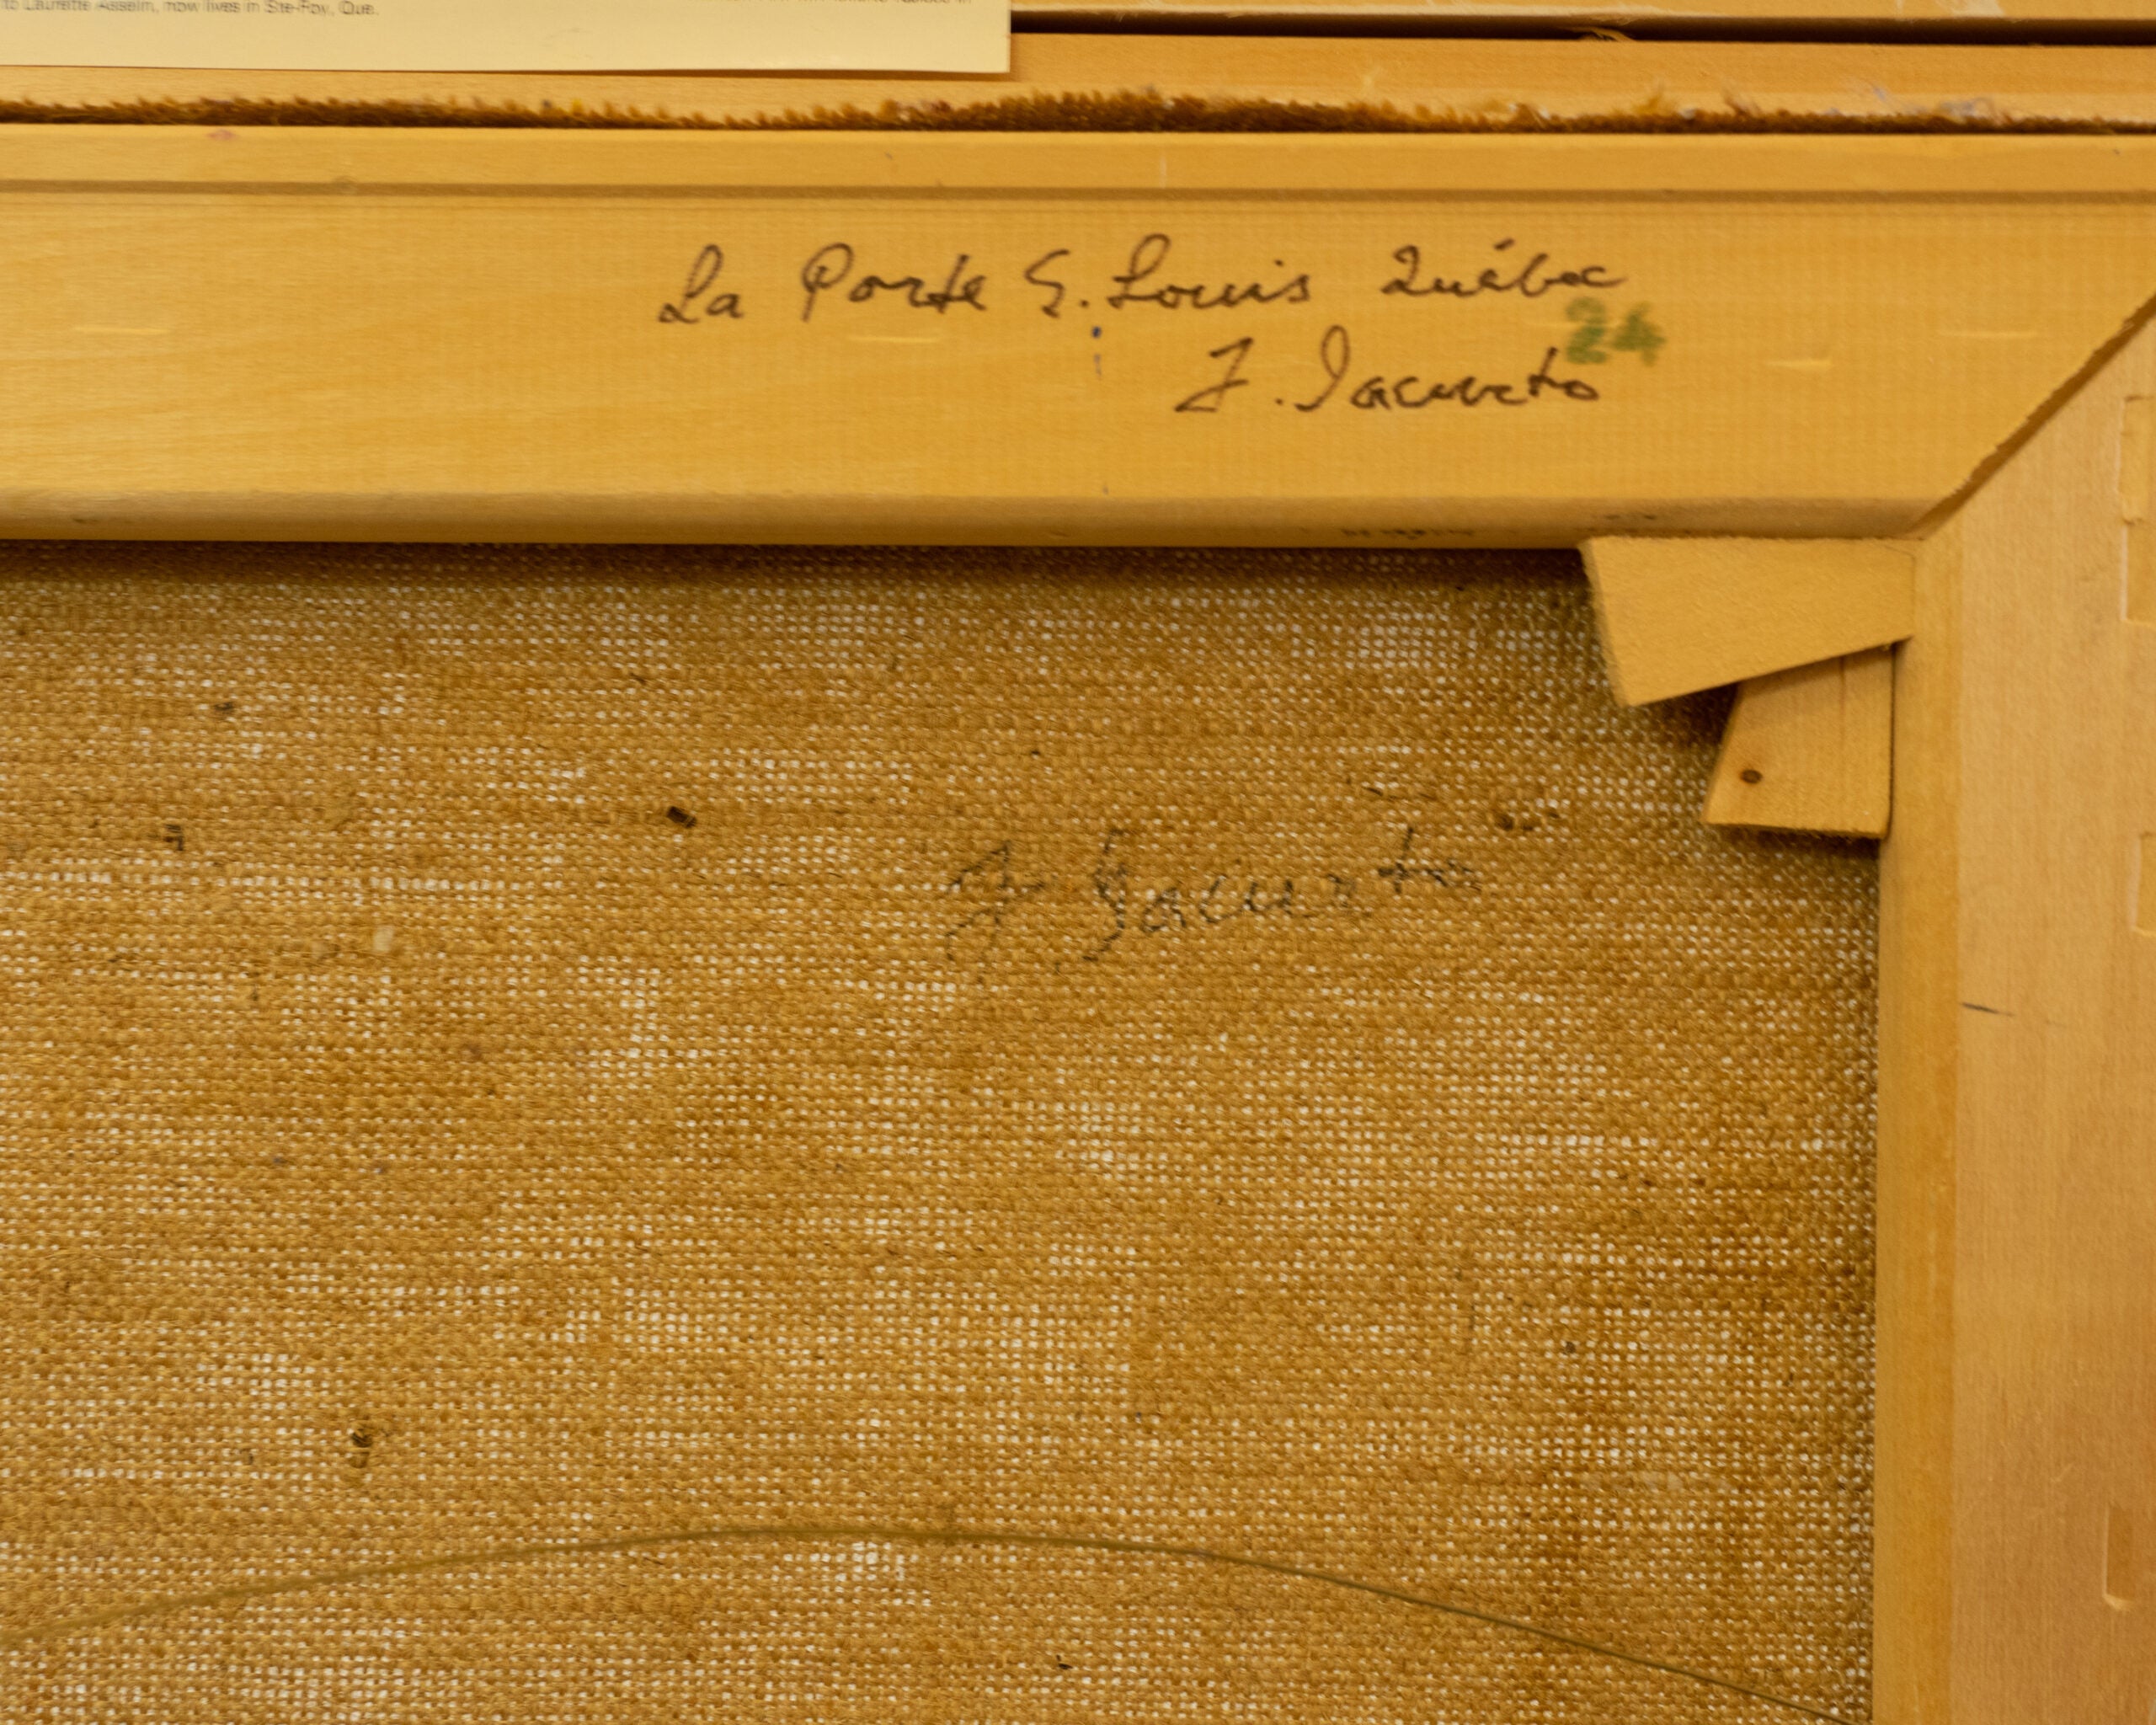 to Laurette Asselin, now lives in Ste-Foy, Que.
La Porte S. Louis Québec
24
F. Iacurto
F. Iacurto